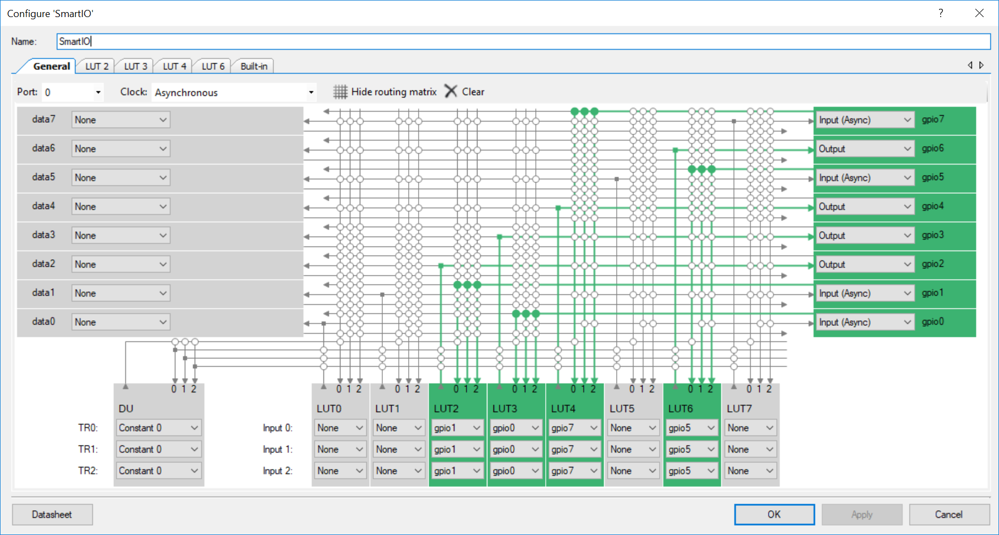 Configure 'SmartIO' ?
Name: SmartIO
General LUT 2 LUT 3 LUT 4 LUT 6 Built-in
Port: 0 Clock: Asynchronous Hide routing matrix Clear
data7 None Input (Async) gpio7
data6 None Output gpio6
data5 None Input (Async) gpio5
data4 None Output gpio4
data3 None Output gpio3
data2 None Output gpio2
data1 None Input (Async) gpio1
data0 None Input (Async) gpio0
0 1 2 0 1 2 0 1 2 0 1 2 0 1 2 0 1 2 0 1 2 0 1 2 0 1 2
DU LUT0 LUT1 LUT2 LUT3 LUT4 LUT5 LUT6 LUT7
TR0: Constant 0 Input 0: None None gpio1 gpio0 gpio7 None gpio5 None
TR1: Constant 0 Input 1: None None gpio1 gpio0 gpio7 None gpio5 None
TR2: Constant 0 Input 2: None None gpio1 gpio0 gpio7 None gpio5 None
Datasheet OK Apply Cancel